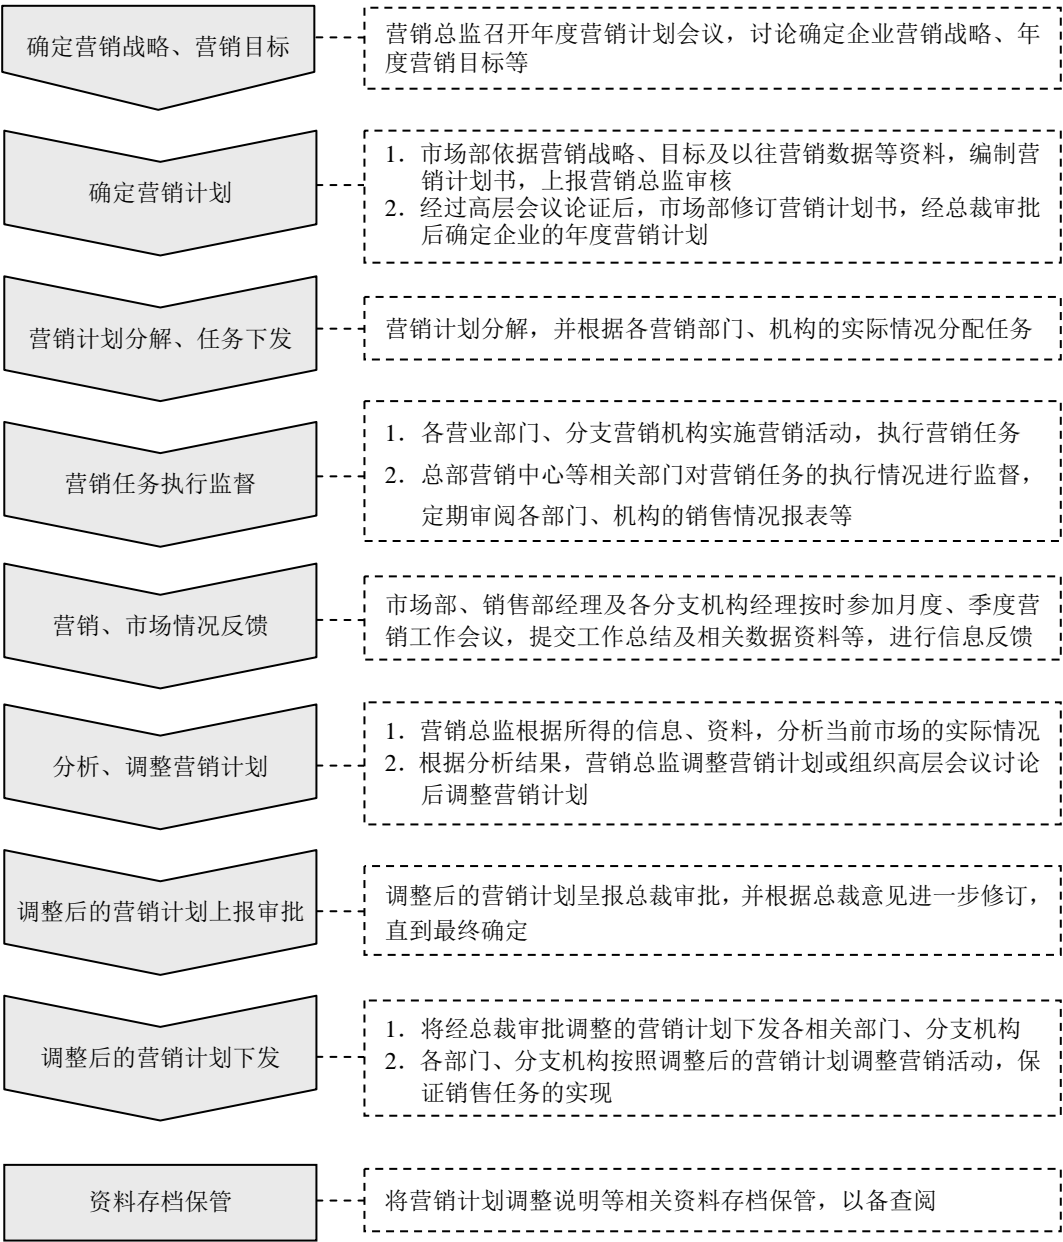 确定营销战略、营销目标
营销总监召开年度营销计划会议，讨论确定企业营销战略、年
度营销目标等
确定营销计划
1．市场部依据营销战略、目标及以往营销数据等资料，编制营
销计划书，上报营销总监审核
2．经过高层会议论证后，市场部修订营销计划书，经总裁审批
后确定企业的年度营销计划
营销计划分解、任务下发
营销计划分解，并根据各营销部门、机构的实际情况分配任务
营销任务执行监督
1．各营业部门、分支营销机构实施营销活动，执行营销任务
2．总部营销中心等相关部门对营销任务的执行情况进行监督，
定期审阅各部门、机构的销售情况报表等
营销、市场情况反馈
市场部、销售部经理及各分支机构经理按时参加月度、季度营
销工作会议，提交工作总结及相关数据资料等，进行信息反馈
分析、调整营销计划
1．营销总监根据所得的信息、资料，分析当前市场的实际情况
2．根据分析结果，营销总监调整营销计划或组织高层会议讨论
后调整营销计划
调整后的营销计划上报审批
调整后的营销计划呈报总裁审批，并根据总裁意见进一步修订，
直到最终确定
调整后的营销计划下发
1．将经总裁审批调整的营销计划下发各相关部门、分支机构
2．各部门、分支机构按照调整后的营销计划调整营销活动，保
证销售任务的实现
资料存档保管
将营销计划调整说明等相关资料存档保管，以备查阅